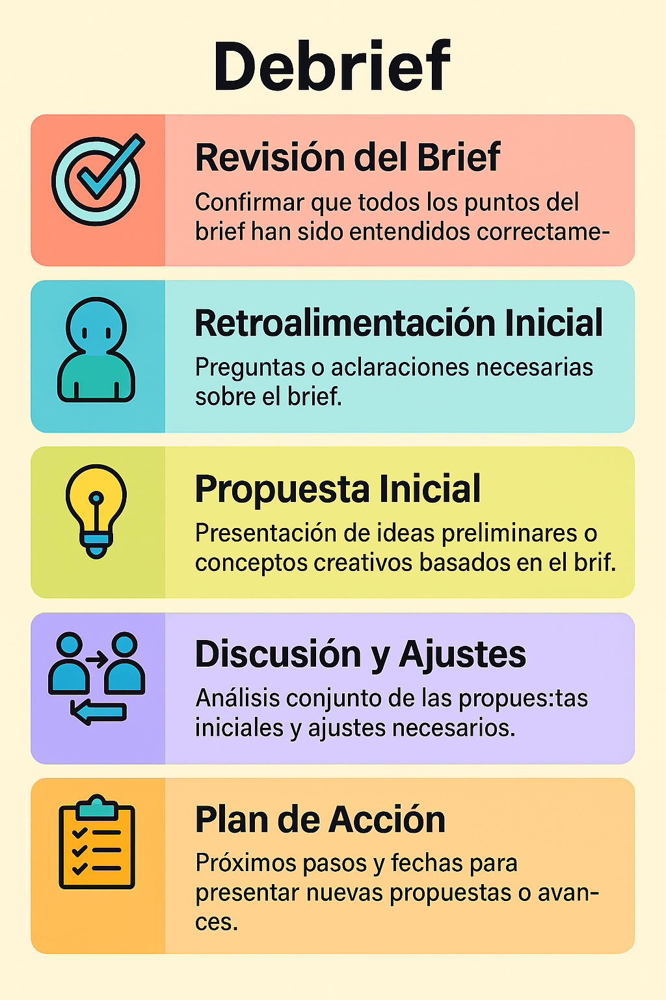 Debrief
Revisión del Brief
Confirmar que todos los puntos del
brief han sido entendidos correctame-
Retroalimentación Inicial
Preguntas o aclaraciones necesarias
sobre el brief.
Propuesta Inicial
Presentación de ideas preliminares o
conceptos creativos basados en el brif.
Discusión y Ajustes
Análisis conjunto de las propues:tas
iniciales y ajustes necesarios.
Plan de Acción
Próximos pasos y fechas para
presentar nuevas propuestas o avan-
ces.